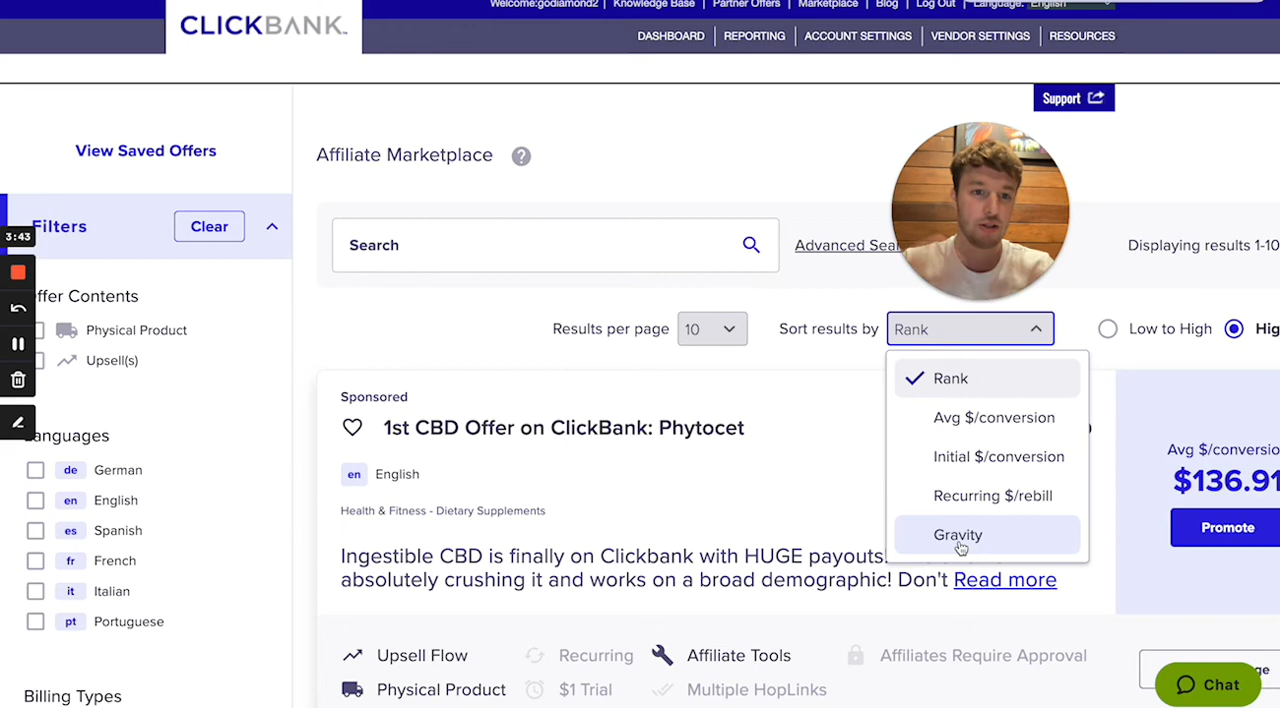 Welcome:godiamond2 | Knowledge Base | Partner Offers | Marketplace | Blog | Log Out | Language: English
CLICKBANK
DASHBOARD | REPORTING | ACCOUNT SETTINGS | VENDOR SETTINGS | RESOURCES
Support
View Saved Offers
Affiliate Marketplace ?
Filters Clear
3:43
Search
Advanced Sea
Displaying results 1-10
Offer Contents
Physical Product
Upsell(s)
Results per page 10 Sort results by Rank Low to High Hig
Rank
Avg $/conversion
Initial $/conversion
Recurring $/rebill
Gravity
Sponsored
1st CBD Offer on ClickBank: Phytocet
en English
Health & Fitness - Dietary Supplements
Ingestible CBD is finally on Clickbank with HUGE payouts.
absolutely crushing it and works on a broad demographic! Don't Read more
Avg $/conversio
$136.91
Promote
Languages
de German
en English
es Spanish
fr French
it Italian
pt Portuguese
Billing Types
Upsell Flow Recurring Affiliate Tools Affiliates Require Approval
Physical Product $1 Trial Multiple HopLinks
ge
Chat